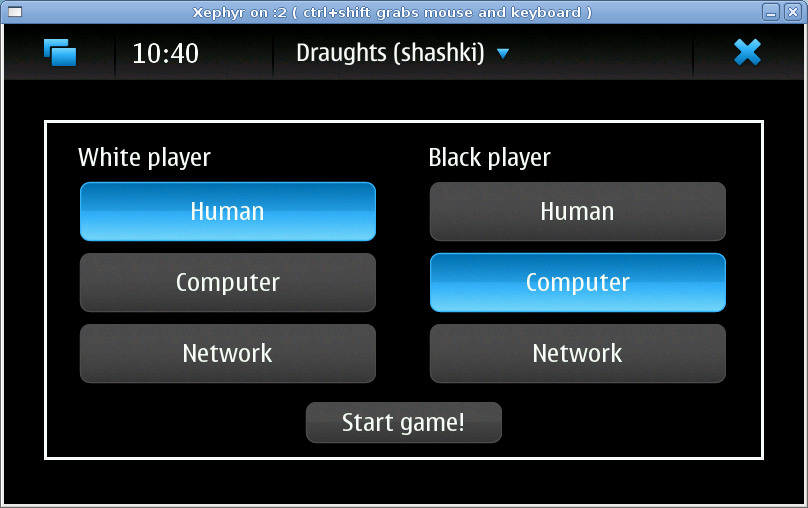 Xephyr on :2 ( ctrl+shift grabs mouse and keyboard )
10:40 Draughts (shashki)
White player Black player
Human Human
Computer Computer
Network Network
Start game!